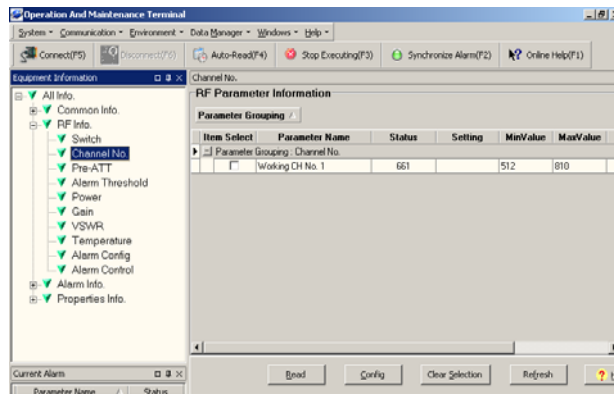 Operation And Maintenance Terminal
System Communication Environment Data Manager Windows Help
Connect(F5) Disconnect(F6) Auto-Read(F4) Stop Executing(F3) Synchronize Alarm(F2) Online Help(F1)
Equipment Information
Channel No.
All Info.
Common Info.
RF Info.
Switch
Channel No.
Pre-ATT
Alarm Threshold
Power
Gain
VSWR
Temperature
Alarm Config
Alarm Control
Alarm Info.
Properties Info.
RF Parameter Information
Parameter Grouping
Item Select Parameter Name Status Setting MinValue MaxValue
Parameter Grouping : Channel No.
Working CH No. 1 661 512 810
Read Config Clear Selection Refresh
Current Alarm
Parameter Name Status